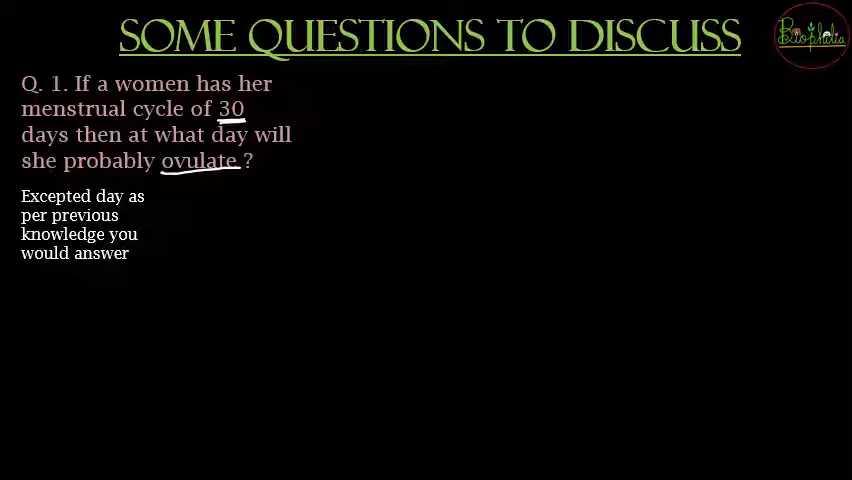 SOME QUESTIONS TO DISCUSS
Biophilia
Q. 1. If a women has her
menstrual cycle of 30
days then at what day will
she probably ovulate ?
Excepted day as
per previous
knowledge you
would answer